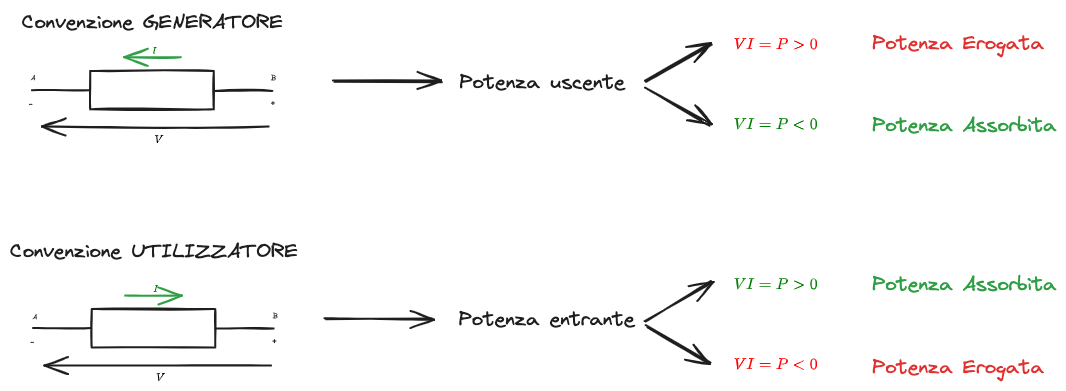 Convenzione GENERATORE
I
A
B
-
+
V
Potenza uscente
VI = P > 0
Potenza Erogata
VI = P < 0
Potenza Assorbita
Convenzione UTILIZZATORE
I
A
B
-
+
V
Potenza entrante
VI = P > 0
Potenza Assorbita
VI = P < 0
Potenza Erogata